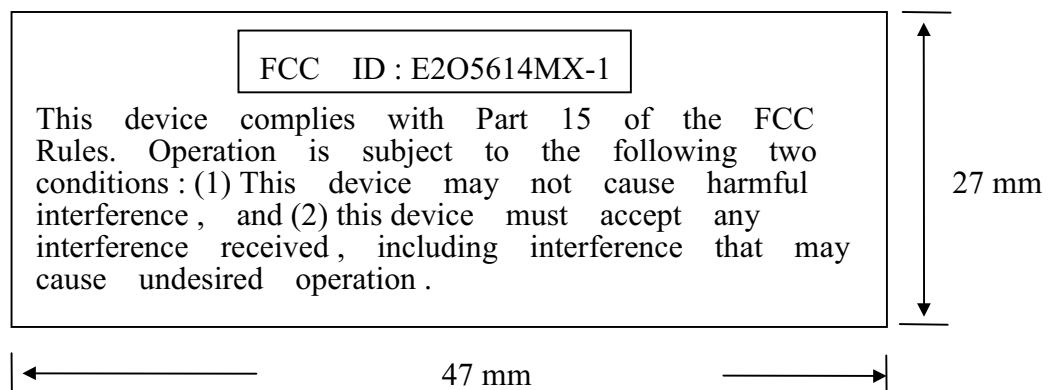 FCC ID : E2O5614MX-1
This device complies with Part 15 of the FCC
Rules. Operation is subject to the following two
conditions : (1) This device may not cause harmful
interference , and (2) this device must accept any
interference received , including interference that may
cause undesired operation .
27 mm
47 mm